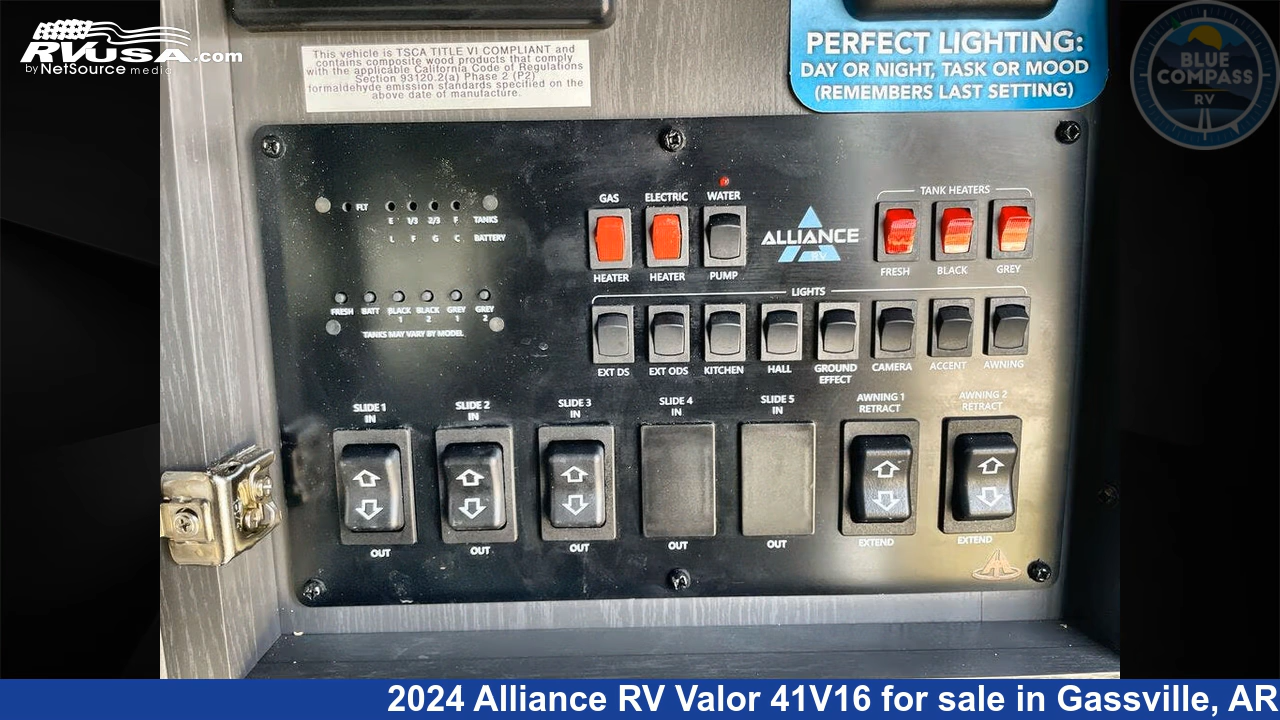 RVUSA.com
by NetSource media
This vehicle is TSCA TITLE VI COMPLIANT and
contains composite wood products that comply
with the applicable California Code of Regulations
Section 93120.2(a) Phase 2 (P2)
formaldehyde emission standards specified on the
above date of manufacture.
PERFECT LIGHTING:
DAY OR NIGHT, TASK OR MOOD
(REMEMBERS LAST SETTING)
BLUE
COMPASS
RV
FLT
E 1/3 2/3 F TANKS
L F G C BATTERY
FRESH BATT BLACK 1 BLACK 2 GREY 1 GREY 2
TANKS MAY VARY BY MODEL
GAS ELECTRIC WATER
HEATER HEATER PUMP
ALLIANCE
RV
TANK HEATERS
FRESH BLACK GREY
LIGHTS
EXT DS EXT ODS KITCHEN HALL GROUND EFFECT CAMERA ACCENT AWNING
SLIDE 1 SLIDE 2 SLIDE 3 SLIDE 4 SLIDE 5 AWNING 1 AWNING 2
IN IN IN IN IN RETRACT RETRACT
OUT OUT OUT OUT OUT EXTEND EXTEND
2024 Alliance RV Valor 41V16 for sale in Gassville, AR